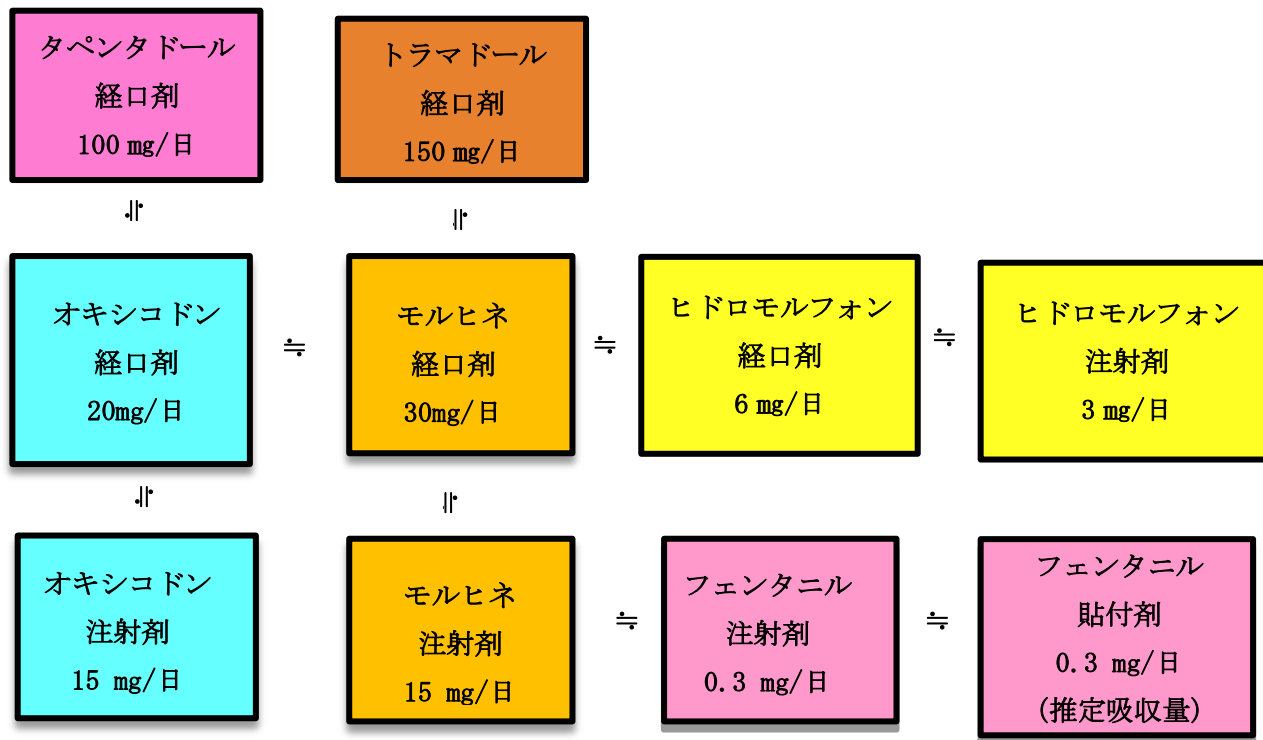 タペンタドール
経口剤
100 mg/日
トラマドール
経口剤
150 mg/日
≒
≒
オキシコドン
経口剤
20mg/日
≒
モルヒネ
経口剤
30mg/日
≒
ヒドロモルフォン
経口剤
6 mg/日
≒
ヒドロモルフォン
注射剤
3 mg/日
≒
≒
オキシコドン
注射剤
15 mg/日
モルヒネ
注射剤
15 mg/日
≒
フェンタニル
注射剤
0.3 mg/日
≒
フェンタニル
貼付剤
0.3 mg/日
(推定吸収量)